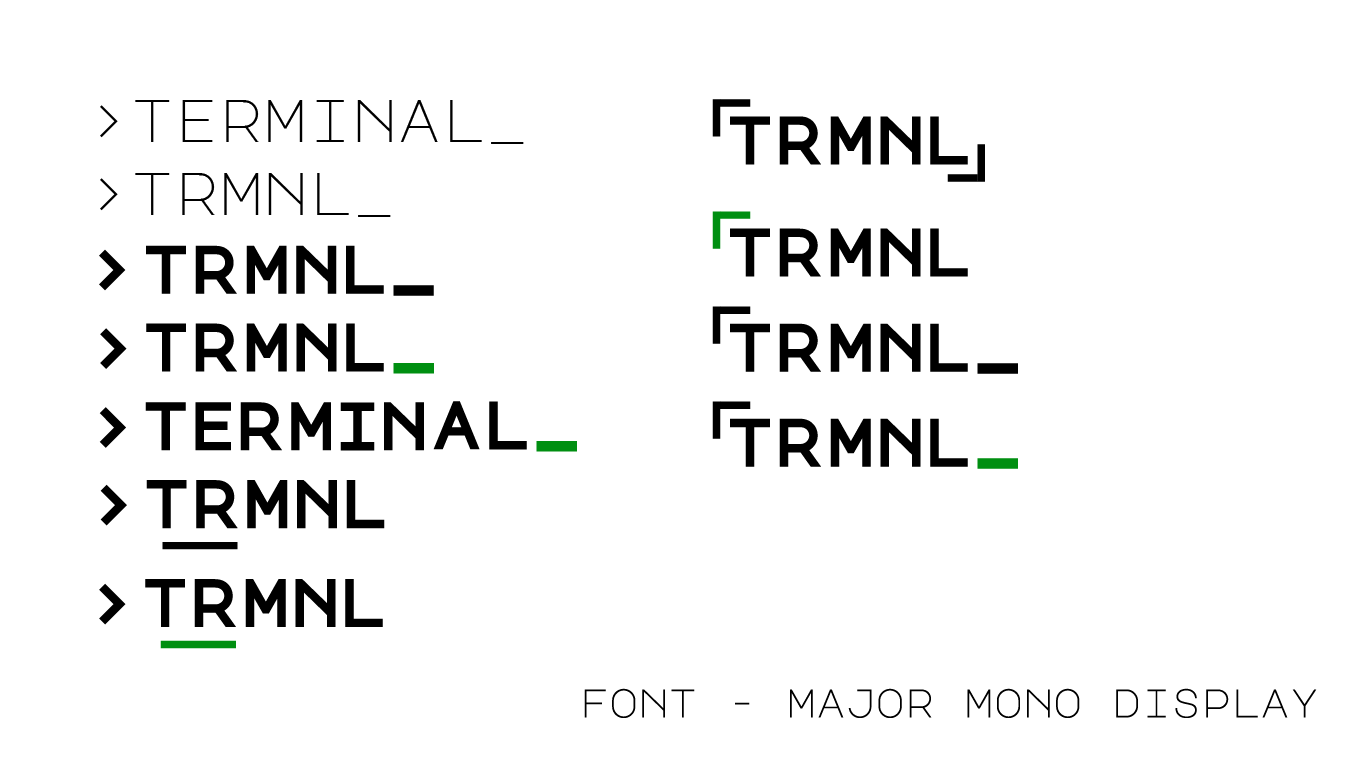 >TERMINAL_
>TRMNL_
> TRMNL_
> TRMNL_
> TERMINAL_
> TRMNL
> TRMNL
TRMNL
TRMNL
TRMNL_
TRMNL_
FONT - MAJOR MONO DISPLAY